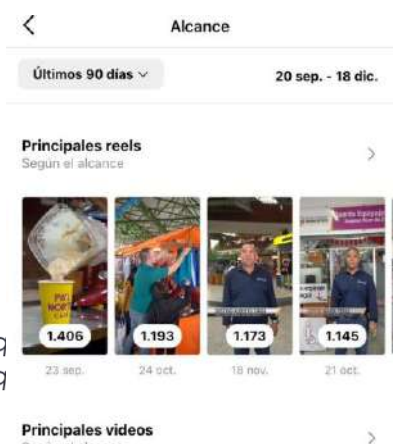 Alcance
Últimos 90 días
20 sep. - 18 dic.
Principales reels
Según el alcance
1.406
1.193
1.173
1.145
23 sep.
24 oct.
18 nov.
21 oct.
q
q
Principales videos